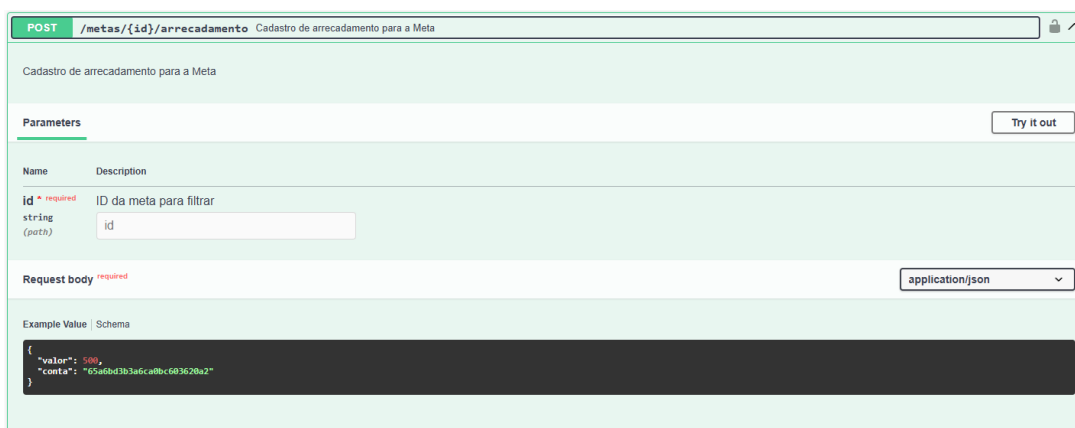 POST /metas/{id}/arrecadamento Cadastro de arrecadamento para a Meta
Cadastro de arrecadamento para a Meta
Parameters
Try it out
Name Description
id * required ID da meta para filtrar
string
(path)
id
Request body required
application/json
Example Value | Schema
{
"valor": 500,
"conta": "65a6bd3b3a6ca0bc603620a2"
}